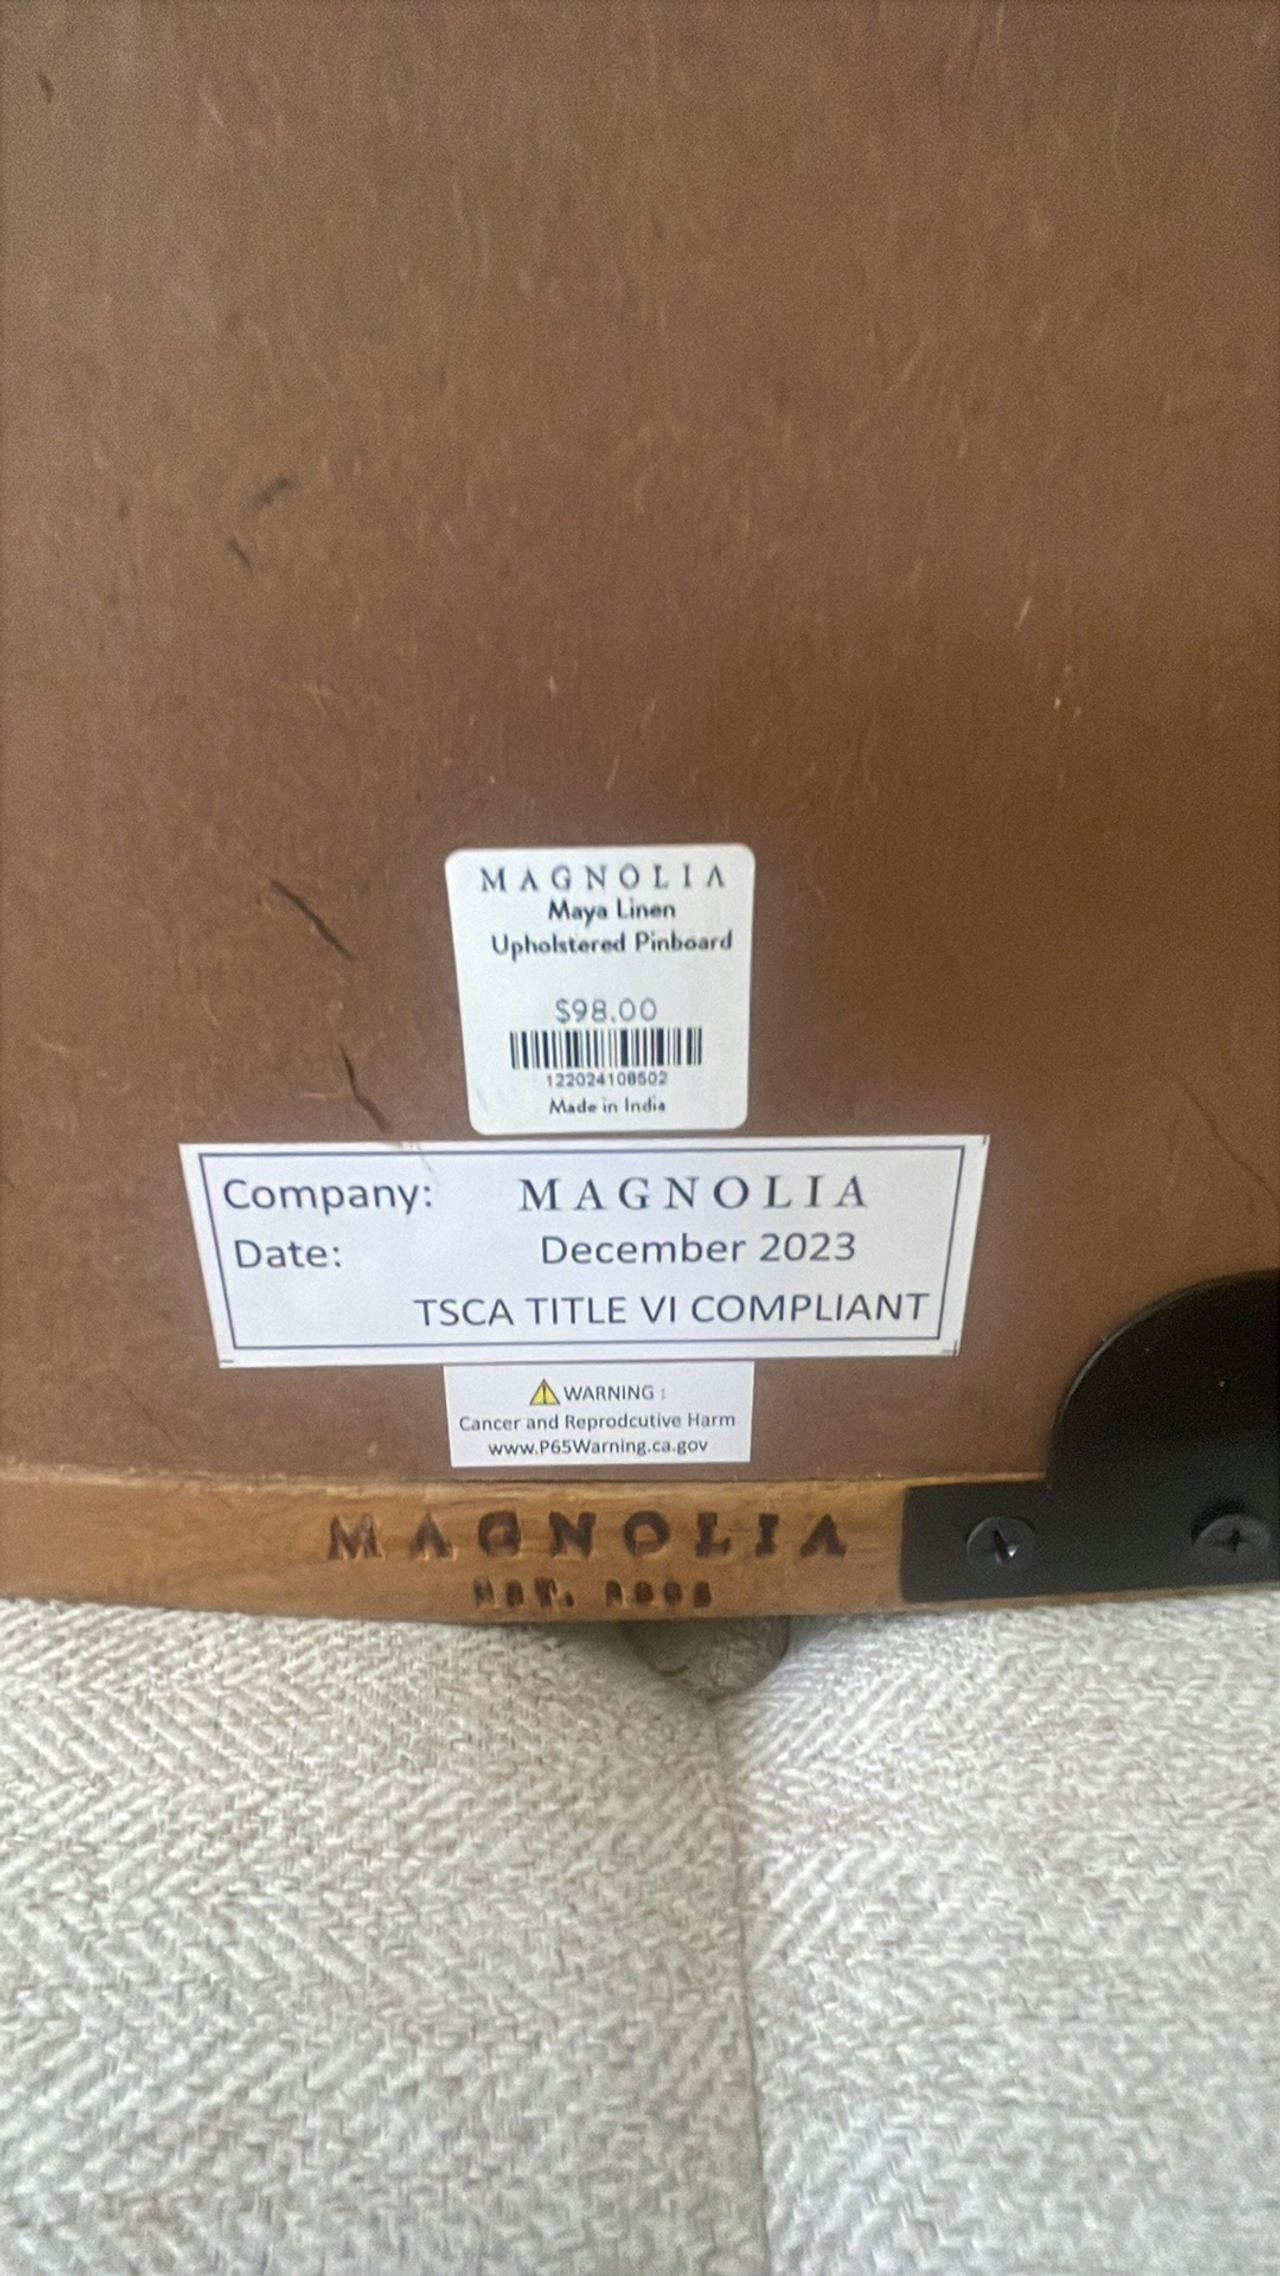 MAGNOLIA
Maya Linen
Upholstered Pinboard
$98.00
122024108502
Made in India
Company: MAGNOLIA
Date: December 2023
TSCA TITLE VI COMPLIANT
WARNING :
Cancer and Reprodcutive Harm
www.P65Warning.ca.gov
MAGNOLIA
EST.